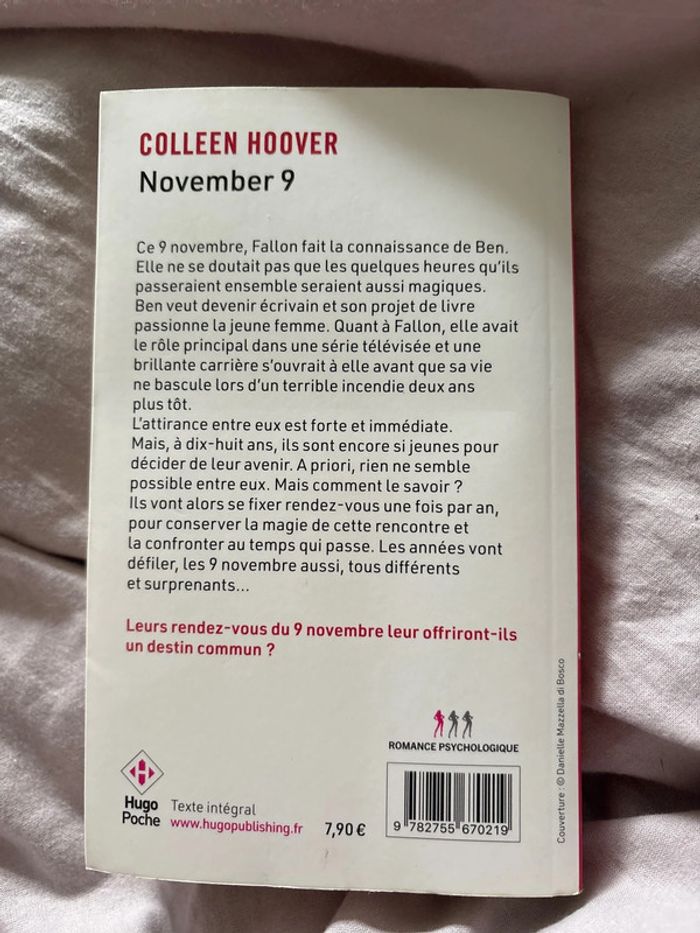 COLLEEN HOOVER
November 9
Ce 9 novembre, Fallon fait la connaissance de Ben.
Elle ne se doutait pas que les quelques heures qu'ils
passeraient ensemble seraient aussi magiques.
Ben veut devenir écrivain et son projet de livre
passionne la jeune femme. Quant à Fallon, elle avait
le rôle principal dans une série télévisée et une
brillante carrière s'ouvrait à elle avant que sa vie
ne bascule lors d'un terrible incendie deux ans
plus tôt.
L'attirance entre eux est forte et immédiate.
Mais, à dix-huit ans, ils sont encore si jeunes pour
décider de leur avenir. A priori, rien ne semble
possible entre eux. Mais comment le savoir ?
Ils vont alors se fixer rendez-vous une fois par an,
pour conserver la magie de cette rencontre et
la confronter au temps qui passe. Les années vont
défiler, les 9 novembre aussi, tous différents
et surprenants...
Leurs rendez-vous du 9 novembre leur offriront-ils
un destin commun ?
ROMANCE PSYCHOLOGIQUE
Hugo
Poche
Texte intégral
www.hugopublishing.fr
7,90 €
9 782755 670219
Couverture : © Danielle Mazzella di Bosco